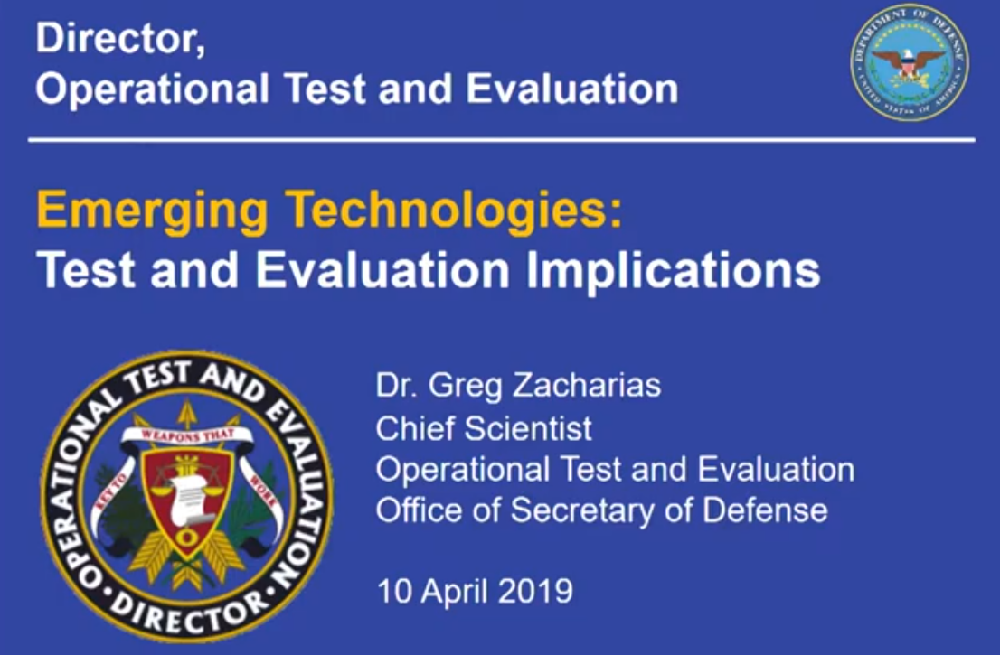 Director,
Operational Test and Evaluation
DEPARTMENT OF DEFENSE
UNITED STATES OF AMERICA
Emerging Technologies:
Test and Evaluation Implications
OPERATIONAL TEST AND EVALUATION
DIRECTOR
KEY TO
WEAPONS THAT
WORK
Dr. Greg Zacharias
Chief Scientist
Operational Test and Evaluation
Office of Secretary of Defense
10 April 2019